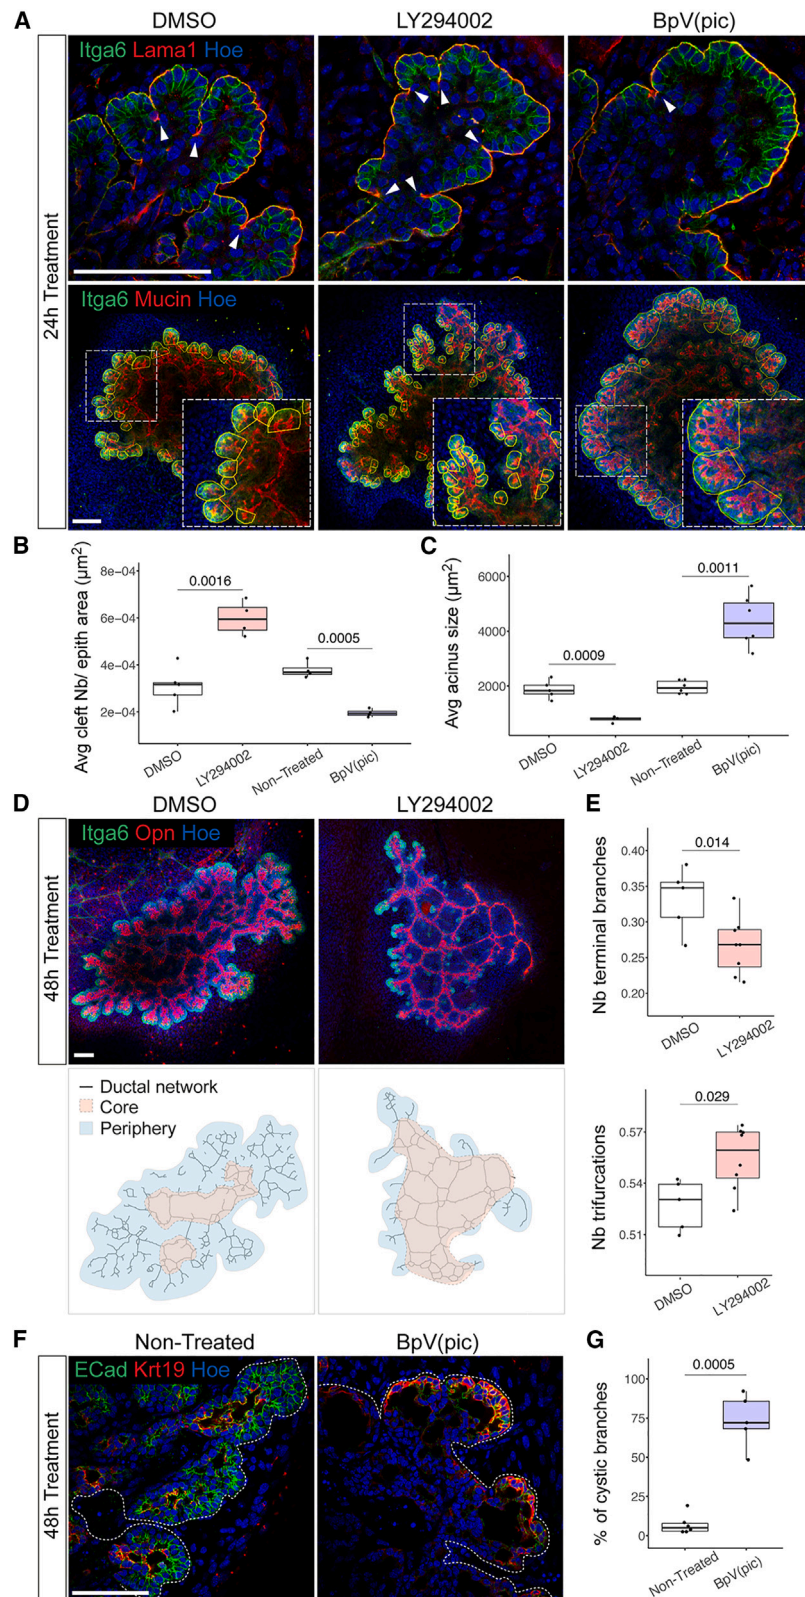 A
DMSO
LY294002
BpV(pic)
24h Treatment
Itga6 Lama1 Hoe
Itga6 Mucin Hoe
B
Avg cleft Nb/ epith area (µm²)
8e−04
6e−04
4e−04
2e−04
0.0016
0.0005
DMSO
LY294002
Non−Treated
BpV(pic)
C
Avg acinus size (µm²)
6000
4000
2000
0.0009
0.0011
DMSO
LY294002
Non−Treated
BpV(pic)
D
DMSO
LY294002
48h Treatment
Itga6 Opn Hoe
Ductal network
Core
Periphery
E
Nb terminal branches
0.40
0.35
0.30
0.25
0.20
0.014
DMSO
LY294002
Nb trifurcations
0.57
0.54
0.51
0.029
DMSO
LY294002
F
Non-Treated
BpV(pic)
48h Treatment
ECad Krt19 Hoe
G
% of cystic branches
100
75
50
25
0
0.0005
Non−Treated
BpV(pic)